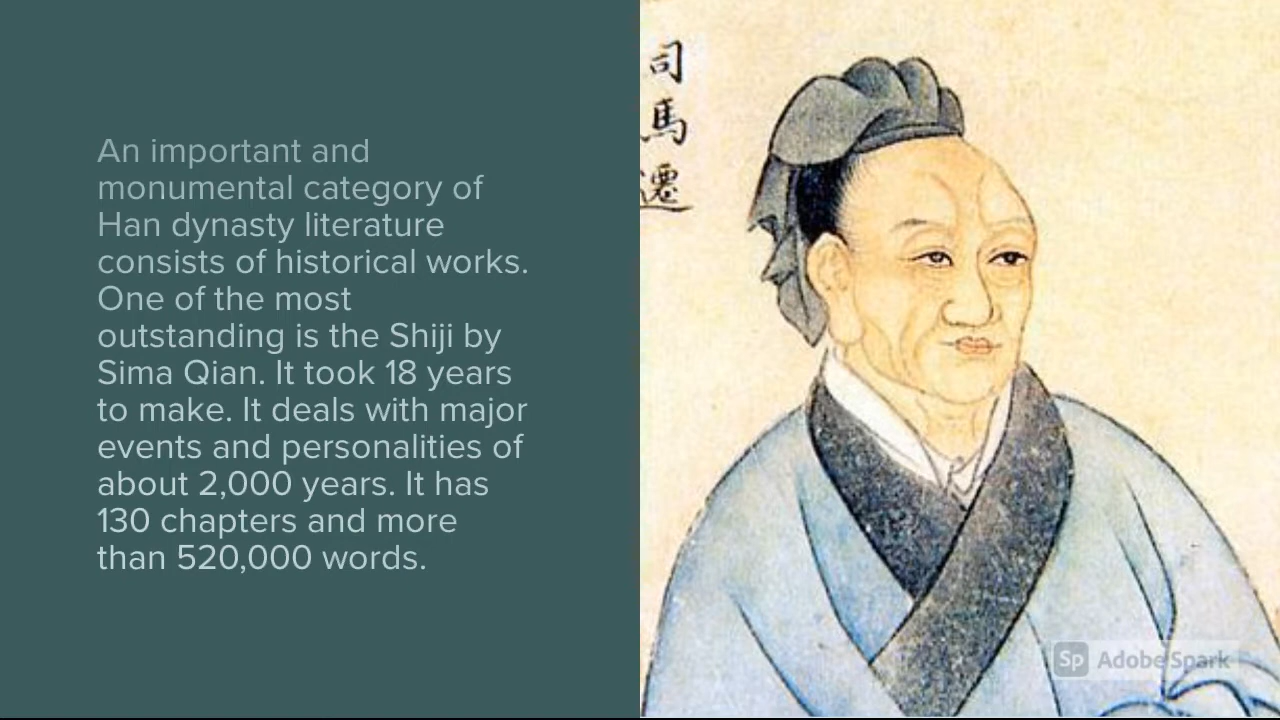 An important and
monumental category of
Han dynasty literature
consists of historical works.
One of the most
outstanding is the Shiji by
Sima Qian. It took 18 years
to make. It deals with major
events and personalities of
about 2,000 years. It has
130 chapters and more
than 520,000 words.
司馬遷
Sp Adobe Spark